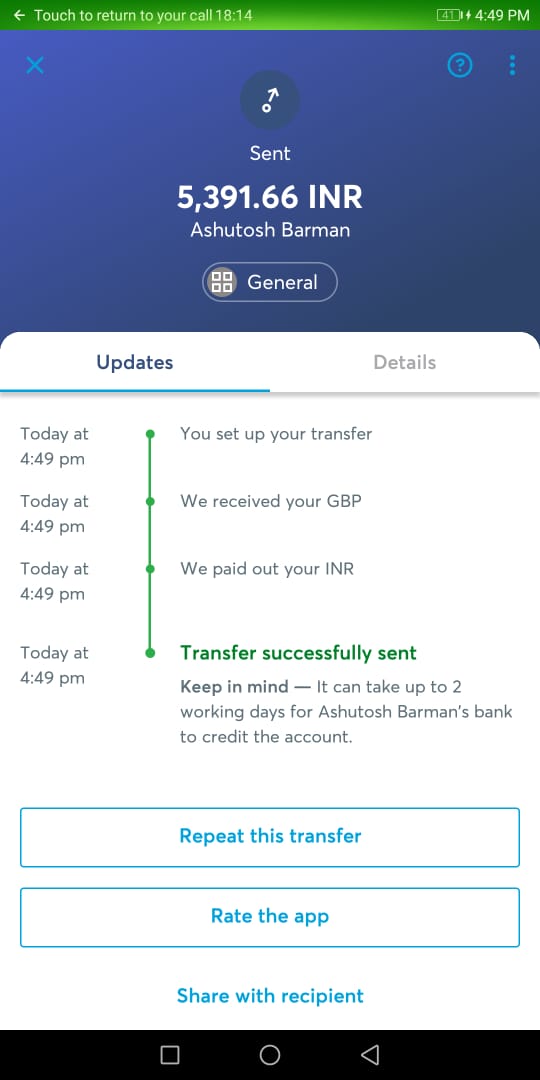 Touch to return to your call 18:14
41 4:49 PM
?
Sent
5,391.66 INR
Ashutosh Barman
General
Updates
Details
Today at
4:49 pm
You set up your transfer
Today at
4:49 pm
We received your GBP
Today at
4:49 pm
We paid out your INR
Today at
4:49 pm
Transfer successfully sent
Keep in mind — It can take up to 2
working days for Ashutosh Barman's bank
to credit the account.
Repeat this transfer
Rate the app
Share with recipient